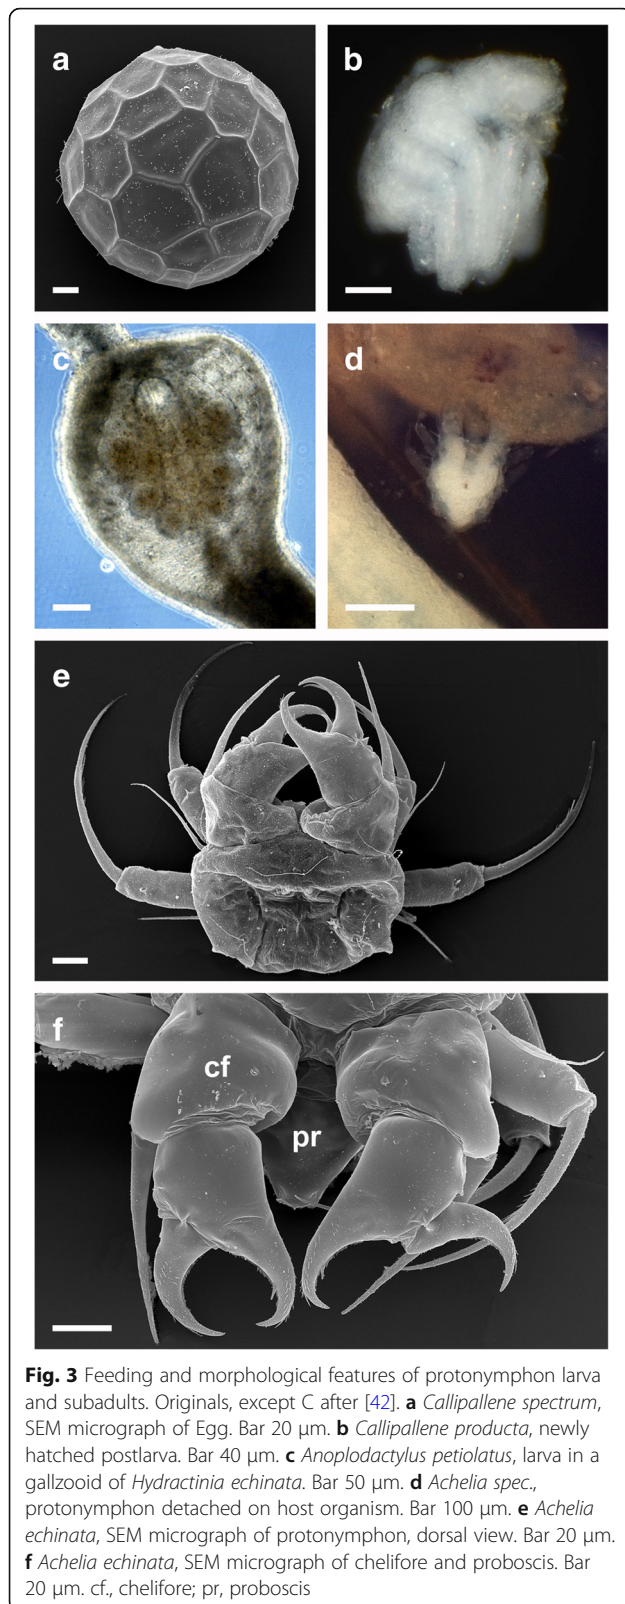 a
b
c
d
e
f
cf
pr
Fig. 3 Feeding and morphological features of protonymphon larva
and subadults. Originals, except C after [42]. a Callipallene spectrum,
SEM micrograph of Egg. Bar 20 μm. b Callipallene producta, newly
hatched postlarva. Bar 40 μm. c Anoplodactylus petiolatus, larva in a
gallzooid of Hydractinia echinata. Bar 50 μm. d Achelia spec.,
protonymphon detached on host organism. Bar 100 μm. e Achelia
echinata, SEM micrograph of protonymphon, dorsal view. Bar 20 μm.
f Achelia echinata, SEM micrograph of chelifore and proboscis. Bar
20 μm. cf., chelifore; pr, proboscis